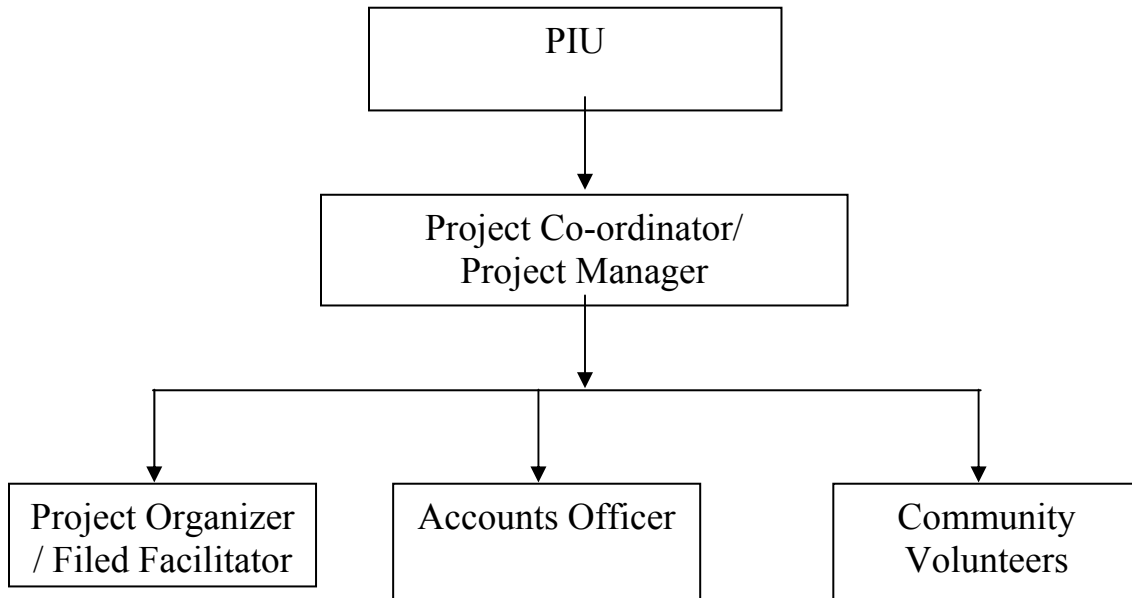 PIU
Project Co-ordinator/
Project Manager
Project Organizer
/ Filed Facilitator
Accounts Officer
Community
Volunteers